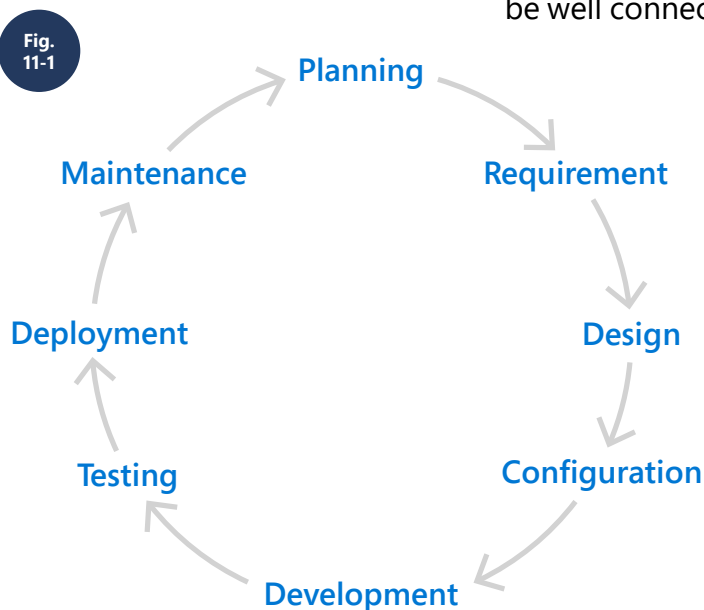 be well connec
Fig.
11-1
Planning
Maintenance
Requirement
Deployment
Design
Testing
Configuration
Development